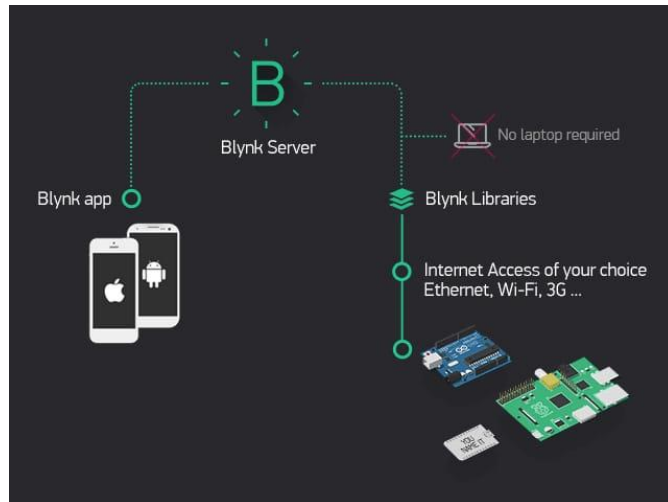 B
Blynk Server
No laptop required
Blynk app
Blynk Libraries
Internet Access of your choice
Ethernet, Wi-Fi, 3G ...
YOU
NAME IT